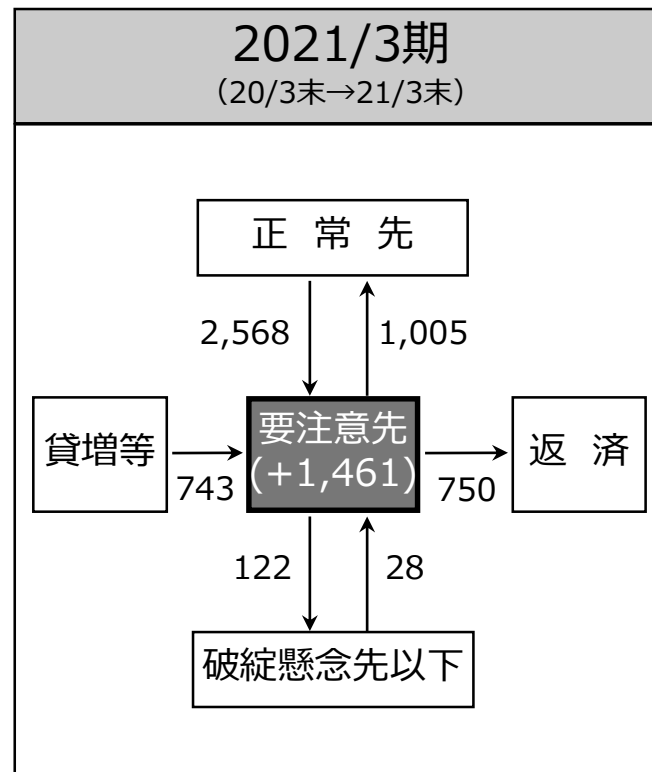 2021/3期
（20/3末→21/3末）
正 常 先
2,568
1,005
貸増等
743
要注意先
(+1,461)
750
返 済
122
28
破綻懸念先以下